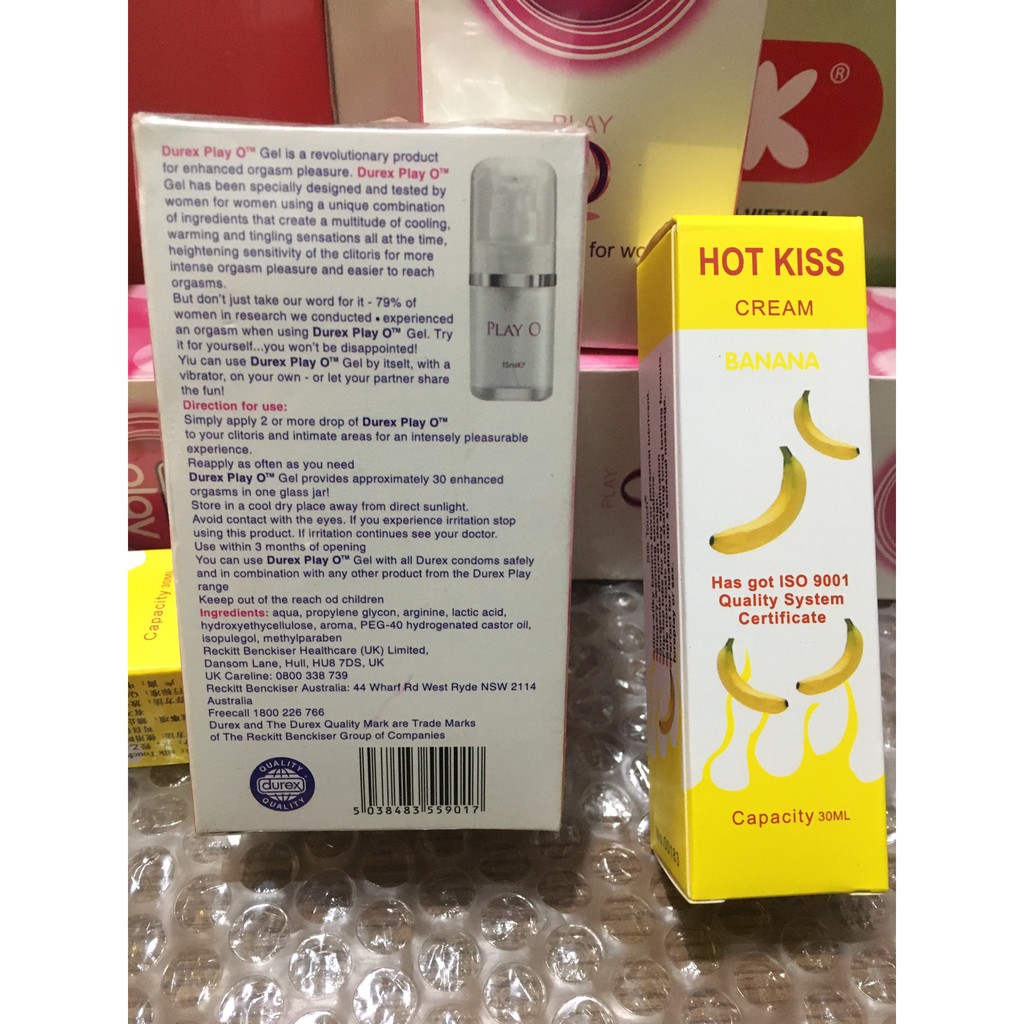 Durex Play O™ Gel is a revolutionary product
for enhanced orgasm pleasure. Durex Play O™
Gel has been specially designed and tested by
women for women using a unique combination
of ingredients that create a multitude of cooling,
warming and tingling sensations all at the time,
heightening sensitivity of the clitoris for more
intense orgasm pleasure and easier to reach
orgasms.
But don't just take our word for it - 79% of
women in research we conducted • experienced
an orgasm when using Durex Play O™ Gel. Try
it for yourself...you won't be disappointed!
Yiu can use Durex Play O™ Gel by itselt, with a
vibrator, on your own - or let your partner share
the fun!
Direction for use:
Simply apply 2 or more drop of Durex Play O™
to your clitoris and intimate areas for an intensely pleasurable
experience.
Reapply as often as you need
Durex Play O™ Gel provides approximately 30 enhanced
orgasms in one glass jar!
Store in a cool dry place away from direct sunlight.
Avoid contact with the eyes. If you experience irritation stop
using this product. If irritation continues see your doctor.
Use within 3 months of opening
You can use Durex Play O™ Gel with all Durex condoms safely
and in combination with any other product from the Durex Play
range
Keeep out of the reach od children
Ingredients: aqua, propylene glycon, arginine, lactic acid,
hydroxyethycellulose, aroma, PEG-40 hydrogenated castor oil,
isopulegol, methylparaben
Reckitt Benckiser Healthcare (UK) Limited,
Dansom Lane, Hull, HU8 7DS, UK
UK Careline: 0800 338 739
Reckitt Benckiser Australia: 44 Wharf Rd West Ryde NSW 2114
Australia
Freecall 1800 226 766
Durex and The Durex Quality Mark are Trade Marks
of The Reckitt Benckiser Group of Companies
QUALITY
durex
QUALITY
5 038483 559017
PLAY O
15ml
PLAY
O
for wo
K®
VIETNAM
PLAY
play
Capacity 30ML
HOT KISS
CREAM
BANANA
Has got ISO 9001
Quality System
Certificate
Capacity 30ML
No.00183